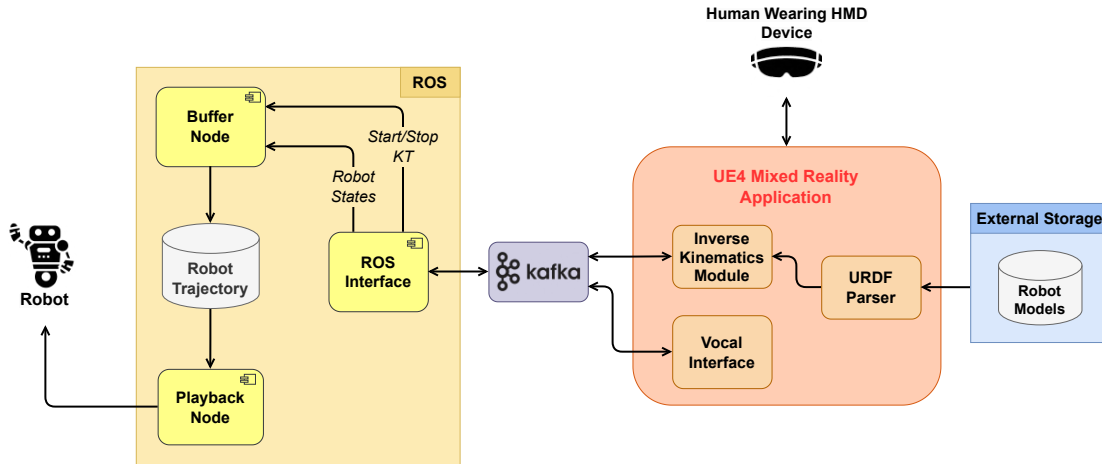 Human Wearing HMD
Device
ROS
Buffer
Node
Start/Stop
KT
Robot
States
UE4 Mixed Reality
Application
External Storage
Robot
Trajectory
ROS
Interface
kafka
Inverse
Kinematics
Module
URDF
Parser
Robot
Models
Robot
Vocal
Interface
Playback
Node